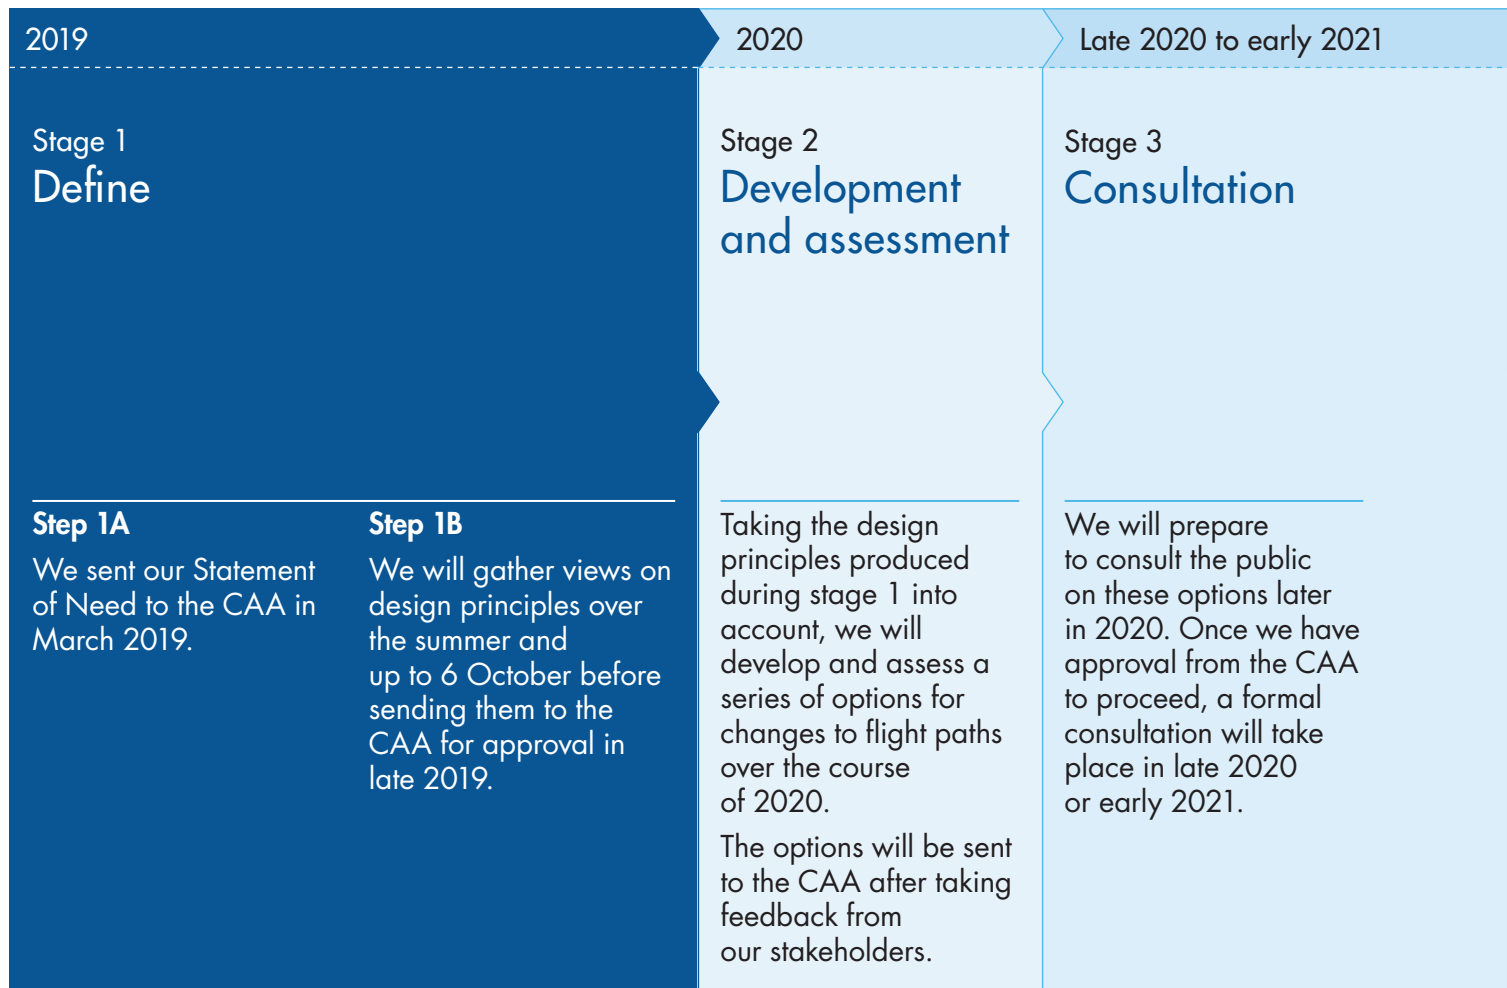 2019
2020
Late 2020 to early 2021
Stage 1
Define
Step 1A
We sent our Statement
of Need to the CAA in
March 2019.
Step 1B
We will gather views on
design principles over
the summer and
up to 6 October before
sending them to the
CAA for approval in
late 2019.
Stage 2
Development
and assessment
Taking the design
principles produced
during stage 1 into
account, we will
develop and assess a
series of options for
changes to flight paths
over the course
of 2020.
The options will be sent
to the CAA after taking
feedback from
our stakeholders.
Stage 3
Consultation
We will prepare
to consult the public
on these options later
in 2020. Once we have
approval from the CAA
to proceed, a formal
consultation will take
place in late 2020
or early 2021.